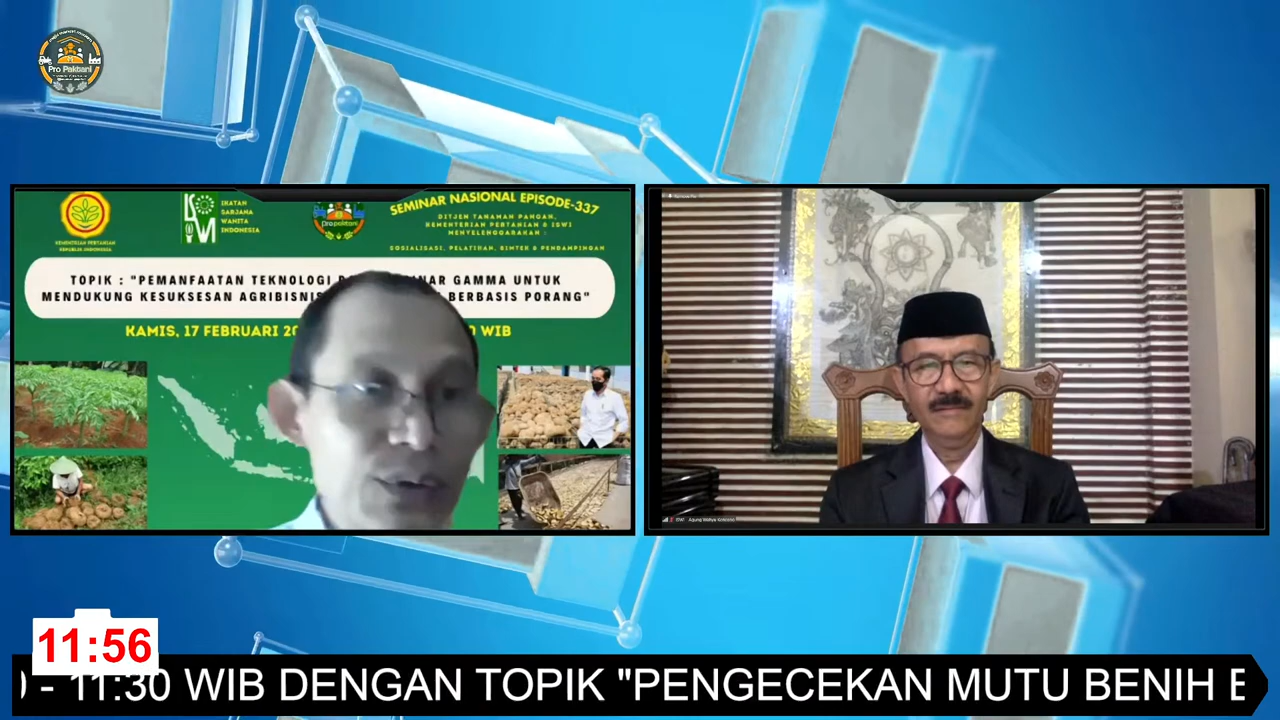 Pro Paktani
KEMENTERIAN PERTANIAN
REPUBLIK INDONESIA
IKATAN
SARJANA
WANITA
INDONESIA
Propaktani
SEMINAR NASIONAL EPISODE-337
DITJEN TANAMAN PANGAN,
KEMENTERIAN PERTANIAN & ISWI
MENYELENGGARAKAN :
SOSIALISASI, PELATIHAN, BIMTEK & PENDAMPINGAN
TOPIK : "PEMANFAATAN TEKNOLOGI GAMMA UNTUK
MENDUKUNG KESUKSESAN AGRIBISNIS BERBASIS PORANG"
KAMIS, 17 FEBRUARI WIB
11:56
- 11:30 WIB DENGAN TOPIK "PENGECEKAN MUTU BENIH